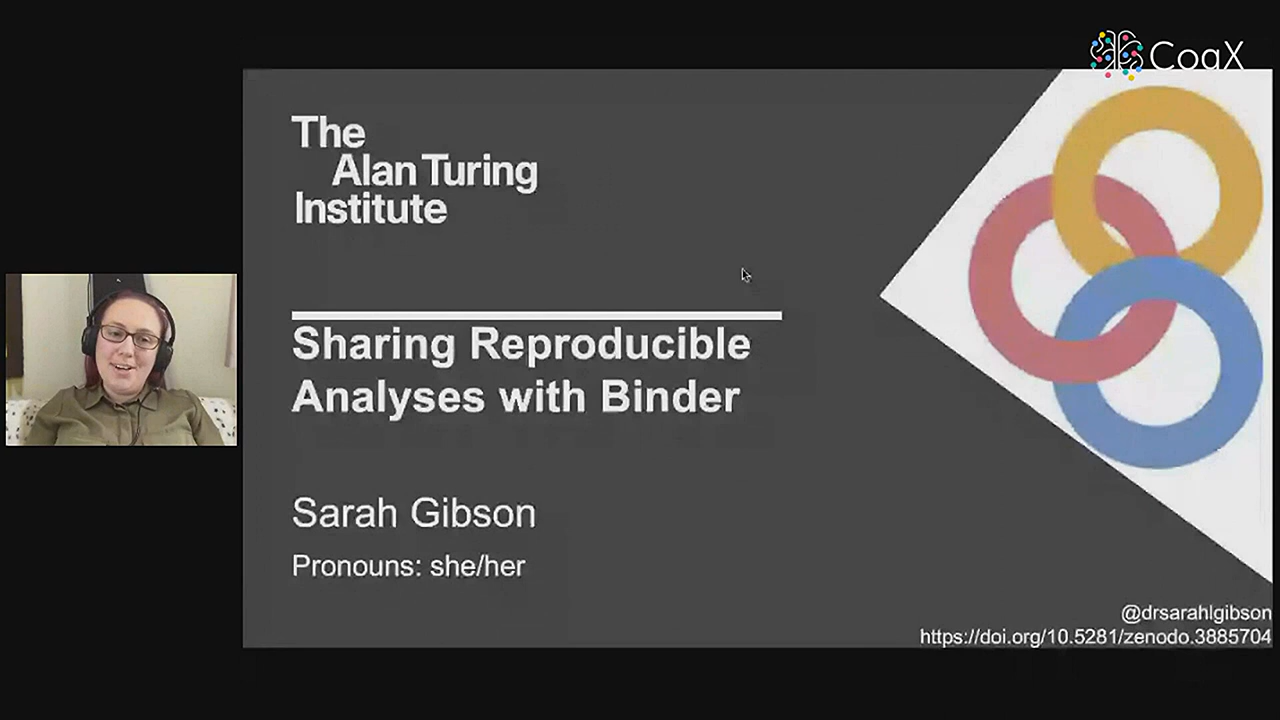 CogX
The
Alan Turing
Institute
Sharing Reproducible
Analyses with Binder
Sarah Gibson
Pronouns: she/her
@drsarahlgibson
https://doi.org/10.5281/zenodo.3885704